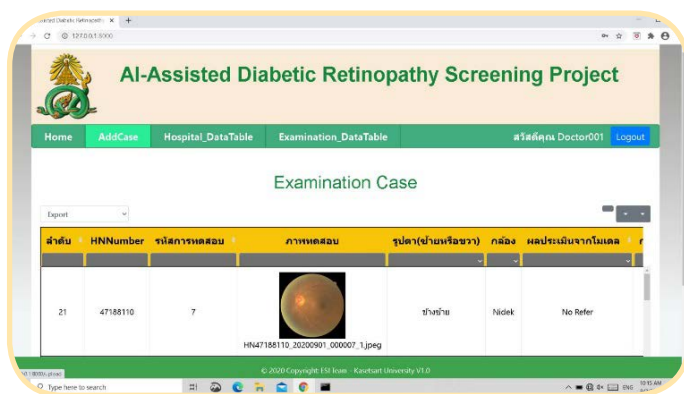 127.0.0.1:8000
AI-Assisted Diabetic Retinopathy Screening Project
Home AddCase Hospital_DataTable Examination_DataTable สวัสดีคุณ Doctor001 Logout
Examination Case
Export
ลำดับ HNNumber รหัสการทดสอบ ภาพทดสอบ รูปตา(ซ้ายหรือขวา) กล้อง ผลประเมินจากโมเดล
21 47188110 7 ข้างซ้าย Nidek No Refer
HN47188110_20200901_000007_1.jpeg
© 2020 Copyright: ESI Team - Kasetsart University V1.0
Type here to search ENG 10:15 AM